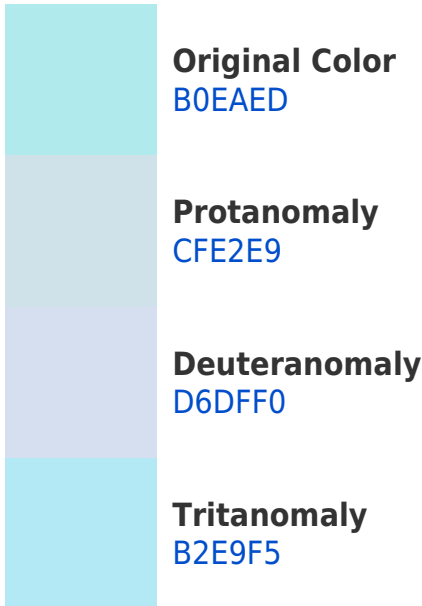 Original Color
B0EAED
Protanomaly
CFE2E9
Deuteranomaly
D6DFF0
Tritanomaly
B2E9F5